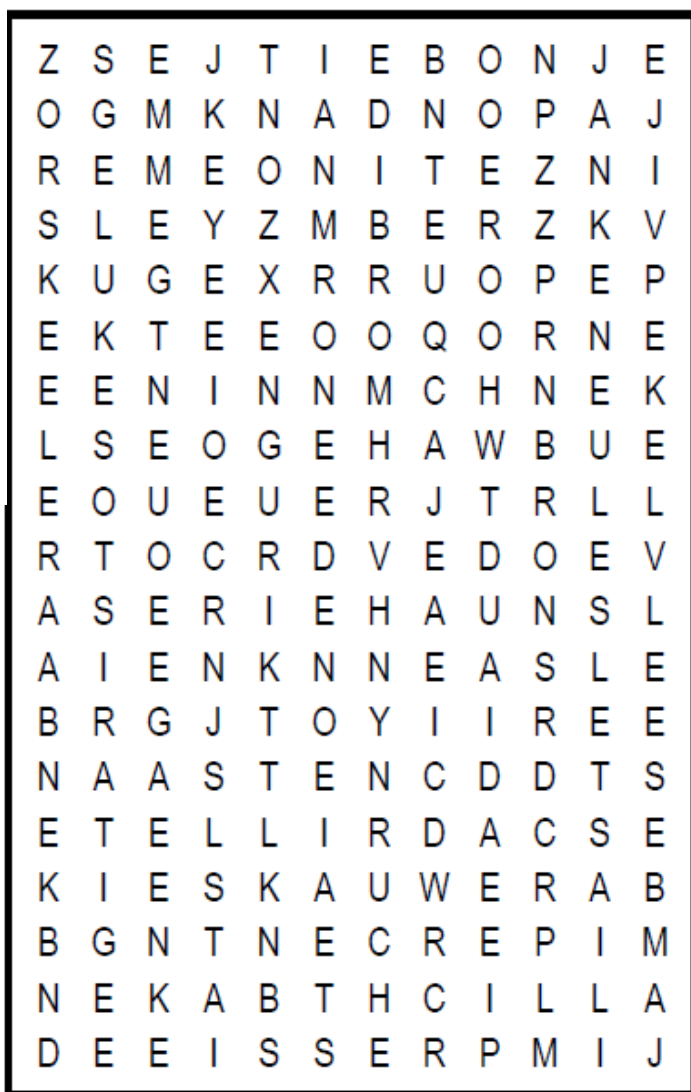 Z S E J T I E B O N J E
O G M K N A D N O P A J
R E M E O N I T E Z N I
S L E Y Z M B E R Z K V
K U G E X R R U O P E P
E K T E E O O Q O R N E
E E N I N N M C H N E K
L S E O G E H A W B U E
E O U E U E R J T R L L
R T O C R D V E D O E V
A S E R I E H A U N S L
A I E N K N N E A S L E
B R G J T O Y I I R E E
N A A S T E N C D D T S
E T E L L I R D A C S E
K I E S K A U W E R A B
B G N T N E C R E P I M
N E K A B T H C I L L A
D E E I S S E R P M I J